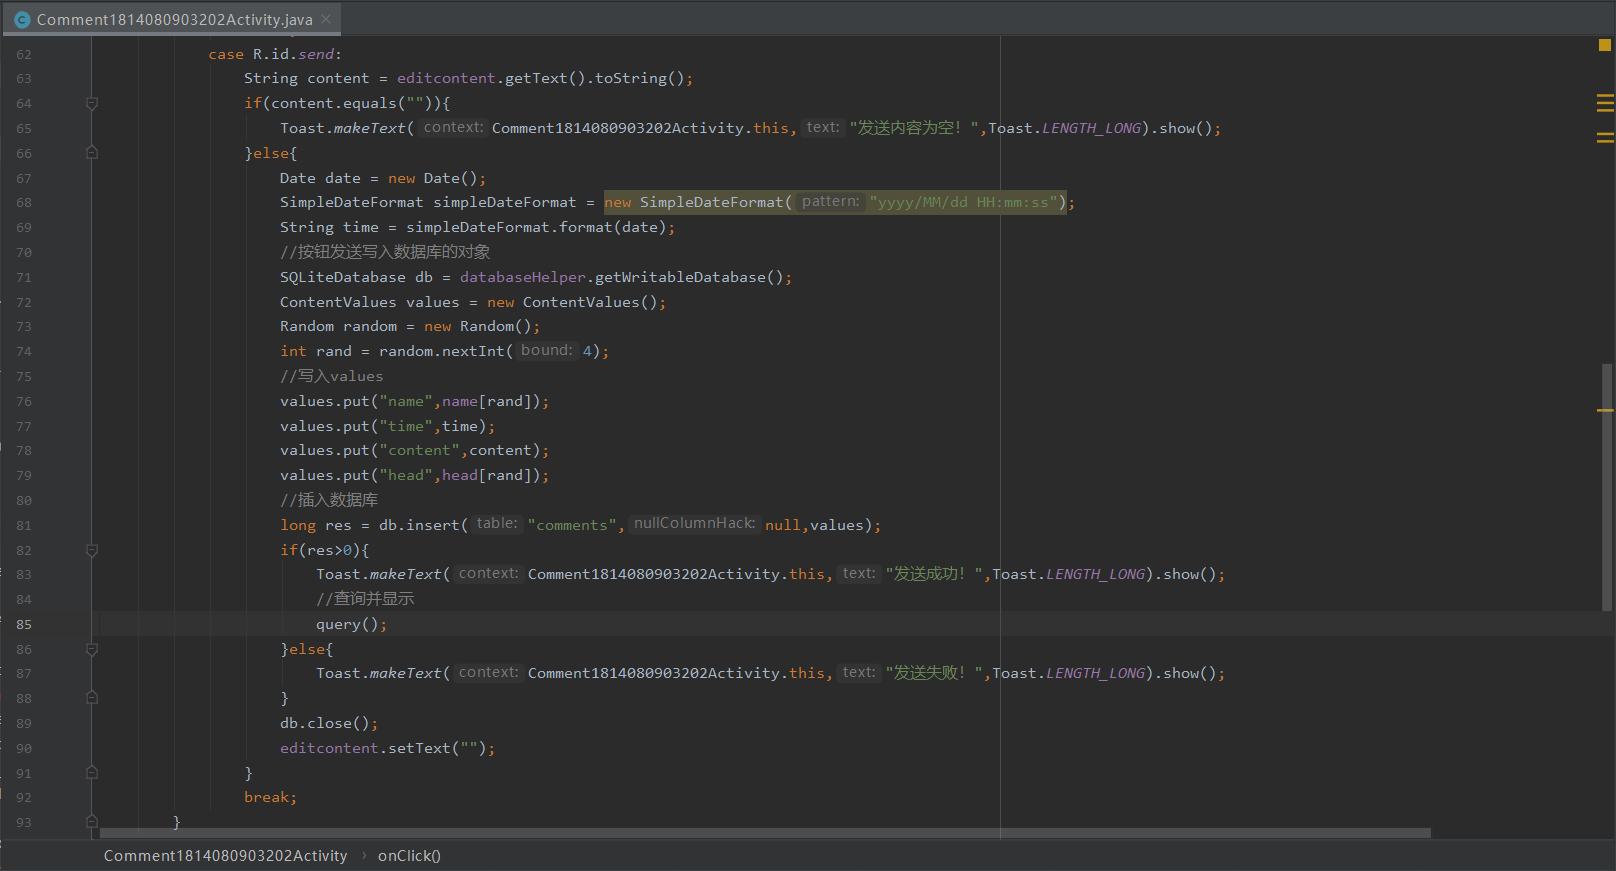 Comment1814080903202Activity.java
62 case R.id.send:
63 String content = editcontent.getText().toString();
64 if(content.equals("")){
65 Toast.makeText( context: Comment1814080903202Activity.this, text: "发送内容为空！",Toast.LENGTH_LONG).show();
66 }else{
67 Date date = new Date();
68 SimpleDateFormat simpleDateFormat = new SimpleDateFormat( pattern: "yyyy/MM/dd HH:mm:ss");
69 String time = simpleDateFormat.format(date);
70 //按钮发送写入数据库的对象
71 SQLiteDatabase db = databaseHelper.getWritableDatabase();
72 ContentValues values = new ContentValues();
73 Random random = new Random();
74 int rand = random.nextInt( bound: 4);
75 //写入values
76 values.put("name",name[rand]);
77 values.put("time",time);
78 values.put("content",content);
79 values.put("head",head[rand]);
80 //插入数据库
81 long res = db.insert( table: "comments", nullColumnHack: null,values);
82 if(res>0){
83 Toast.makeText( context: Comment1814080903202Activity.this, text: "发送成功！",Toast.LENGTH_LONG).show();
84 //查询并显示
85 query();
86 }else{
87 Toast.makeText( context: Comment1814080903202Activity.this, text: "发送失败！",Toast.LENGTH_LONG).show();
88 }
89 db.close();
90 editcontent.setText("");
91 }
92 break;
93 }
Comment1814080903202Activity › onClick()